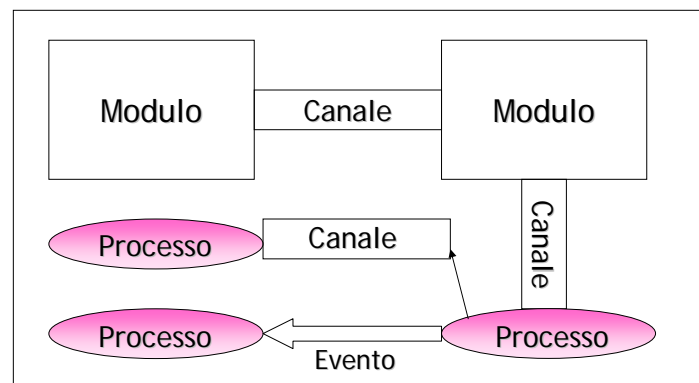 Modulo
Canale
Modulo
Canale
Processo
Canale
Processo
Evento
Processo